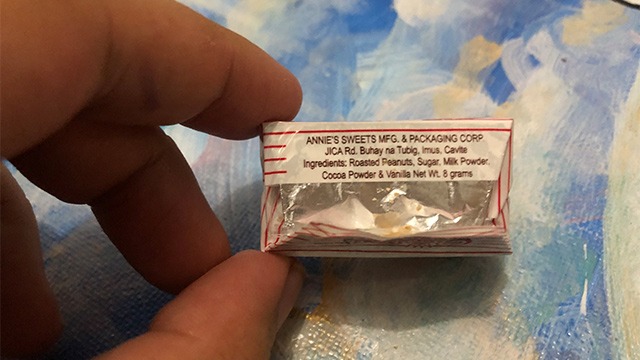 ANNIE'S SWEETS MFG. & PACKAGING CORP
JICA Rd. Buhay na Tubig, Imus, Cavite
Ingredients: Roasted Peanuts, Sugar, Milk Powder,
Cocoa Powder & Vanilla Net Wt. 8 grams